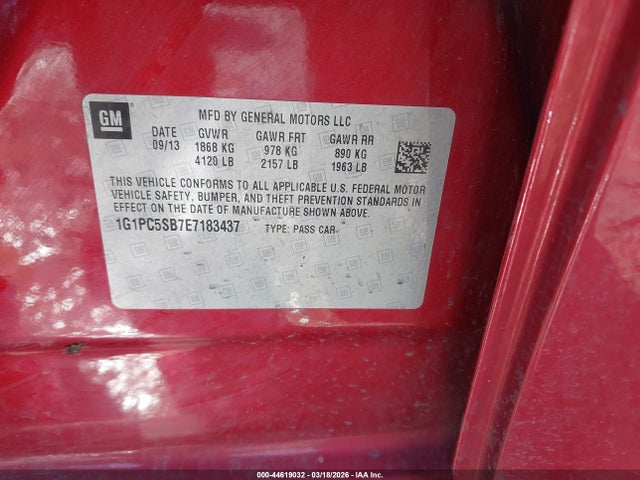 GM
MFD BY GENERAL MOTORS LLC
DATE GVWR GAWR FRT GAWR RR
09/13 1868 KG 978 KG 890 KG
4120 LB 2157 LB 1963 LB
THIS VEHICLE CONFORMS TO ALL APPLICABLE U.S. FEDERAL MOTOR
VEHICLE SAFETY, BUMPER, AND THEFT PREVENTION STANDARDS
IN EFFECT ON THE DATE OF MANUFACTURE SHOWN ABOVE.
1G1PC5SB7E7183437 TYPE: PASS CAR
000-44619032 - 03/18/2026 - IAA Inc.